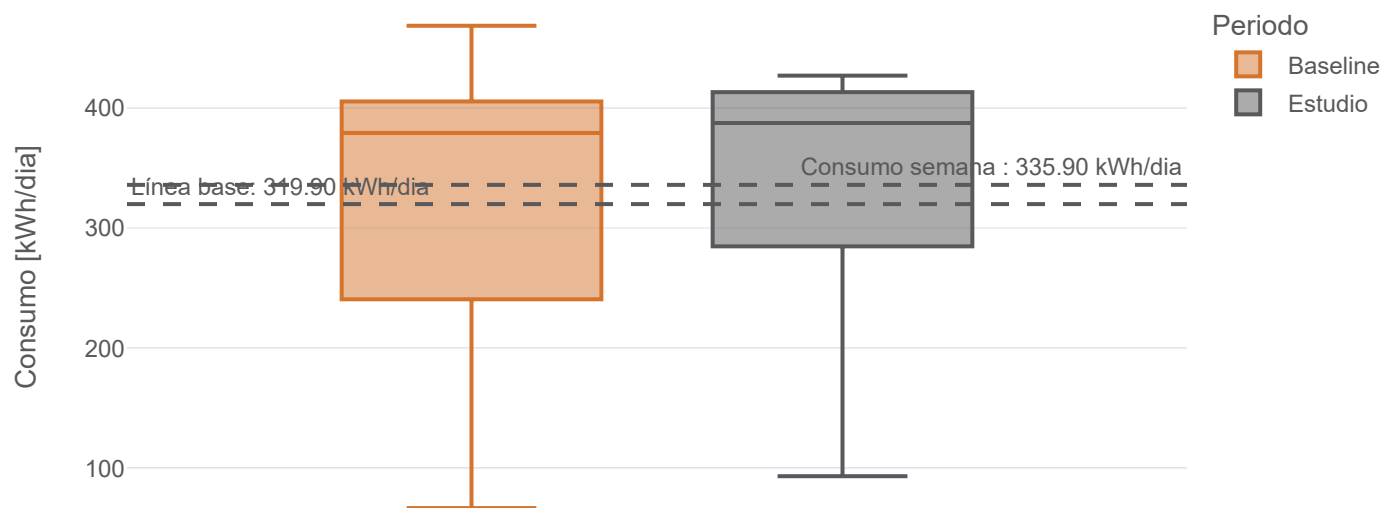 Periodo
Baseline
Estudio
Consumo [kWh/dia]
400
300
200
100
Consumo semana : 335.90 kWh/dia
Línea base: 319.90 kWh/dia